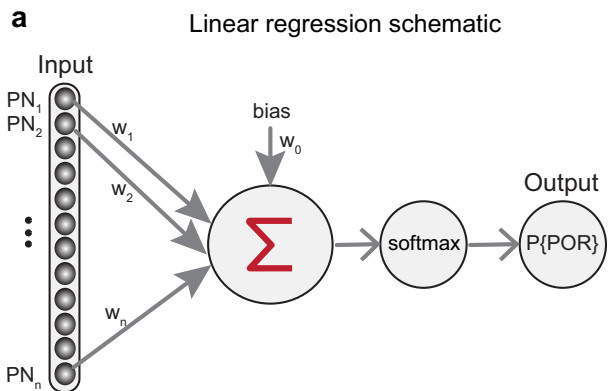 a
Linear regression schematic
Input
PN1
PN2
...
PNn
w1
w2
wn
bias
w0
Σ
softmax
Output
P{POR}